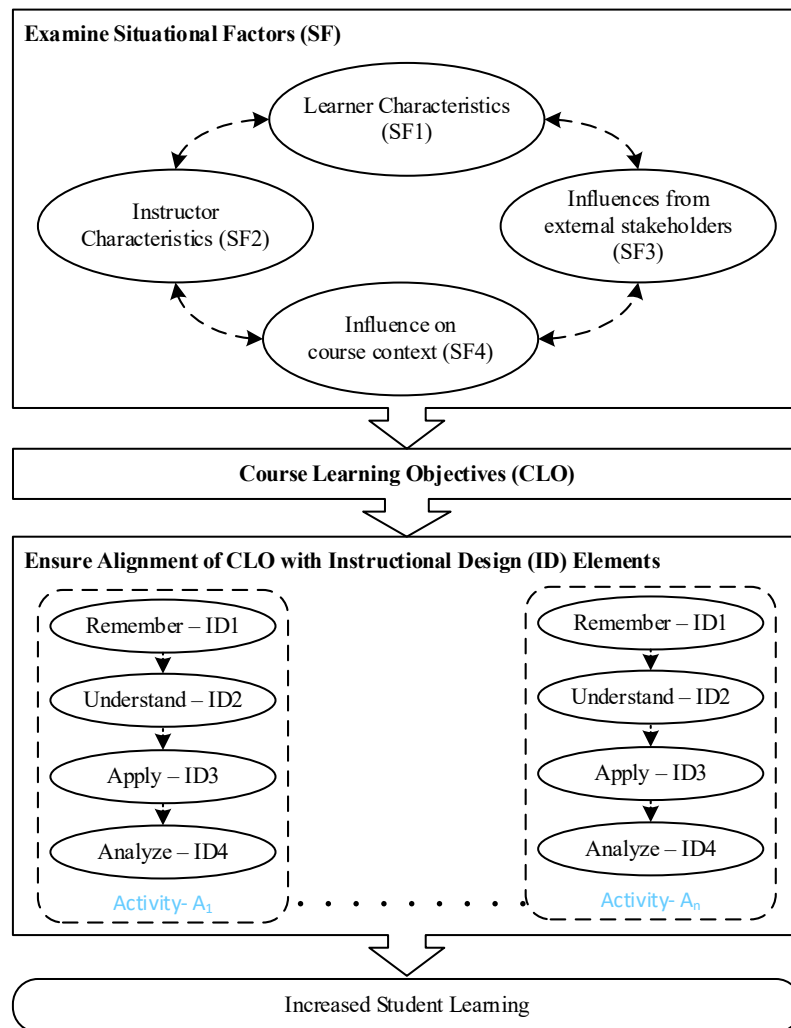 Examine Situational Factors (SF)
Learner Characteristics
(SF1)
Instructor
Characteristics (SF2)
Influences from
external stakeholders
(SF3)
Influence on
course context (SF4)
Course Learning Objectives (CLO)
Ensure Alignment of CLO with Instructional Design (ID) Elements
Remember – ID1
Understand – ID2
Apply – ID3
Analyze – ID4
Activity- A₁
Remember – ID1
Understand – ID2
Apply – ID3
Analyze – ID4
Activity- Aₙ
Increased Student Learning